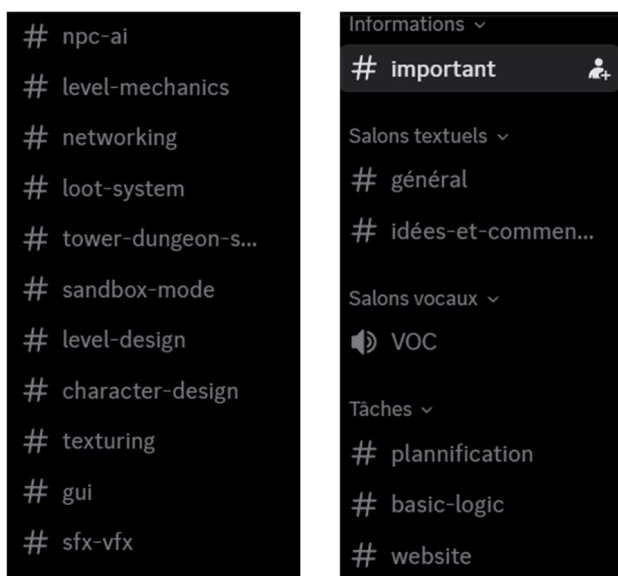 # npc-ai
# level-mechanics
# networking
# loot-system
# tower-dungeon-s...
# sandbox-mode
# level-design
# character-design
# texturing
# gui
# sfx-vfx
Informations
# important
Salons textuels
# général
# idées-et-commen...
Salons vocaux
VOC
Tâches
# plannification
# basic-logic
# website